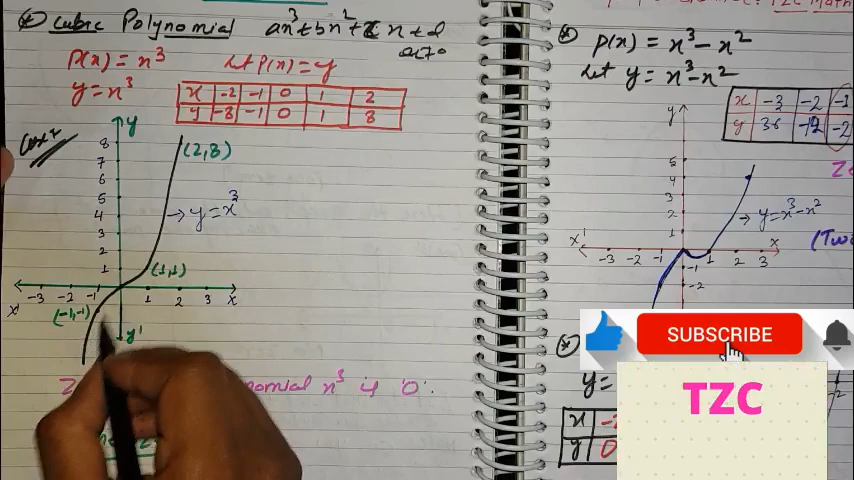 Cubic Polynomial ax³+bx²+cx+d
a≠0
P(x) = x³ Let P(x) = y
y = x³
x -2 -1 0 1 2
y -8 -1 0 1 8
y
8
7
6
5
4
3
2
1
(2,8)
→ y = x³
(1,1)
x' -3 -2 -1 1 2 3 x
(-1,-1)
y'
nomial x³ is '0'.
P(x) = x³ - x²
Let y = x³ - x²
x -3 -2 -1
y 36 -12 -2
y
5
4
3
2
1
→ y = x³ - x²
x' -3 -2 -1 1 2 3 x
-1
-2
(Two
y =
x
y 0
SUBSCRIBE
TZC